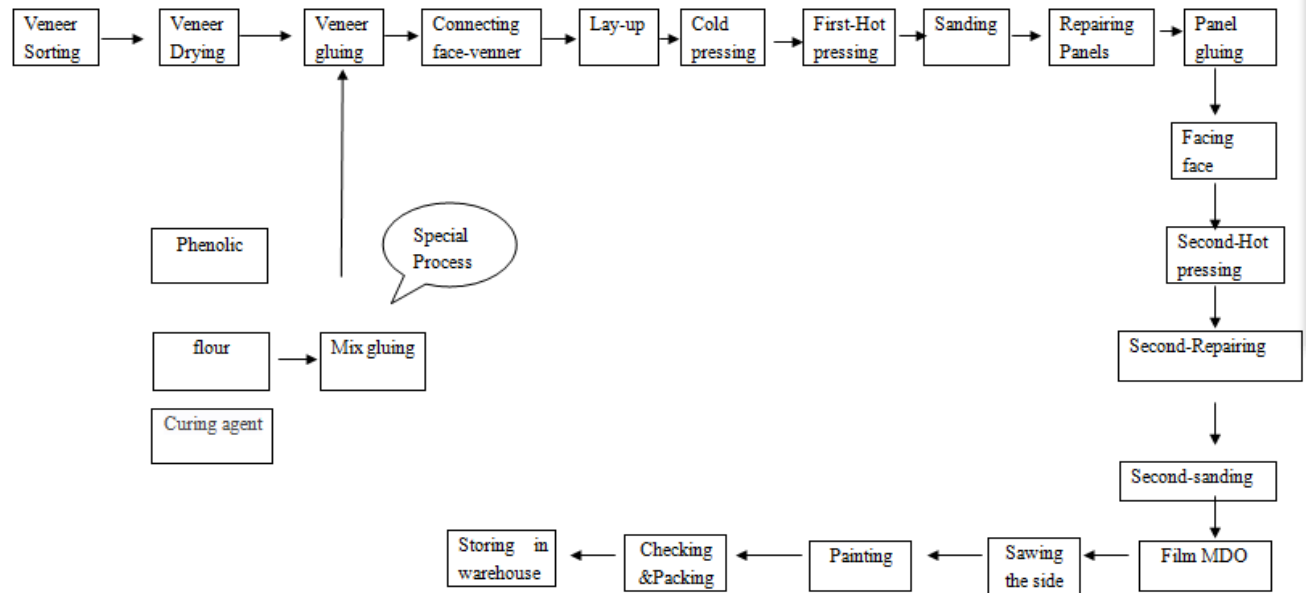 Veneer
Sorting
Veneer
Drying
Veneer
gluing
Connecting
face-venner
Lay-up
Cold
pressing
First-Hot
pressing
Sanding
Repairing
Panels
Panel
gluing
Facing
face
Phenolic
Special
Process
Second-Hot
pressing
flour
Mix gluing
Second-Repairing
Curing agent
Second-sanding
Storing in
warehouse
Checking
&Packing
Painting
Sawing
the side
Film MDO